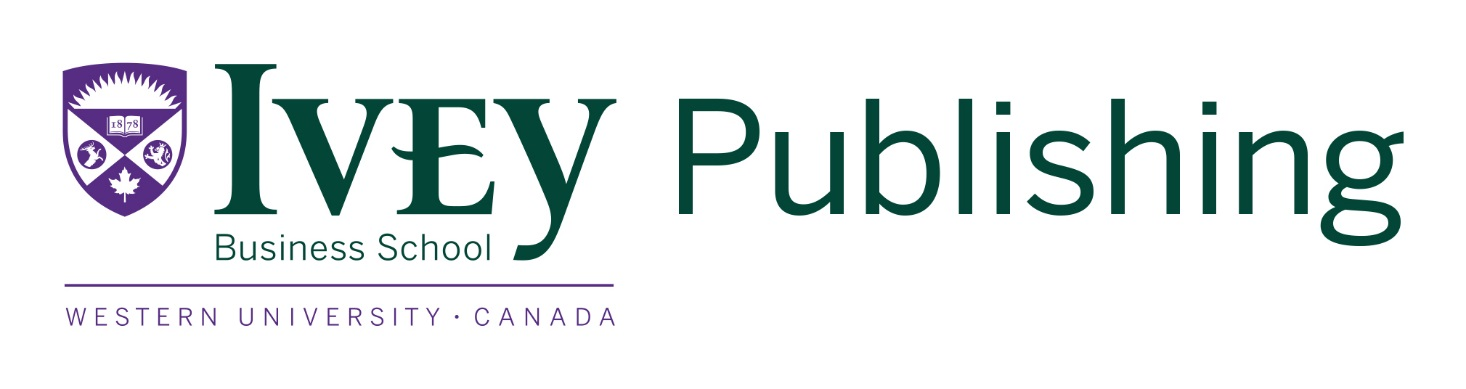 1878
Ivey Publishing
Business School
WESTERN UNIVERSITY · CANADA